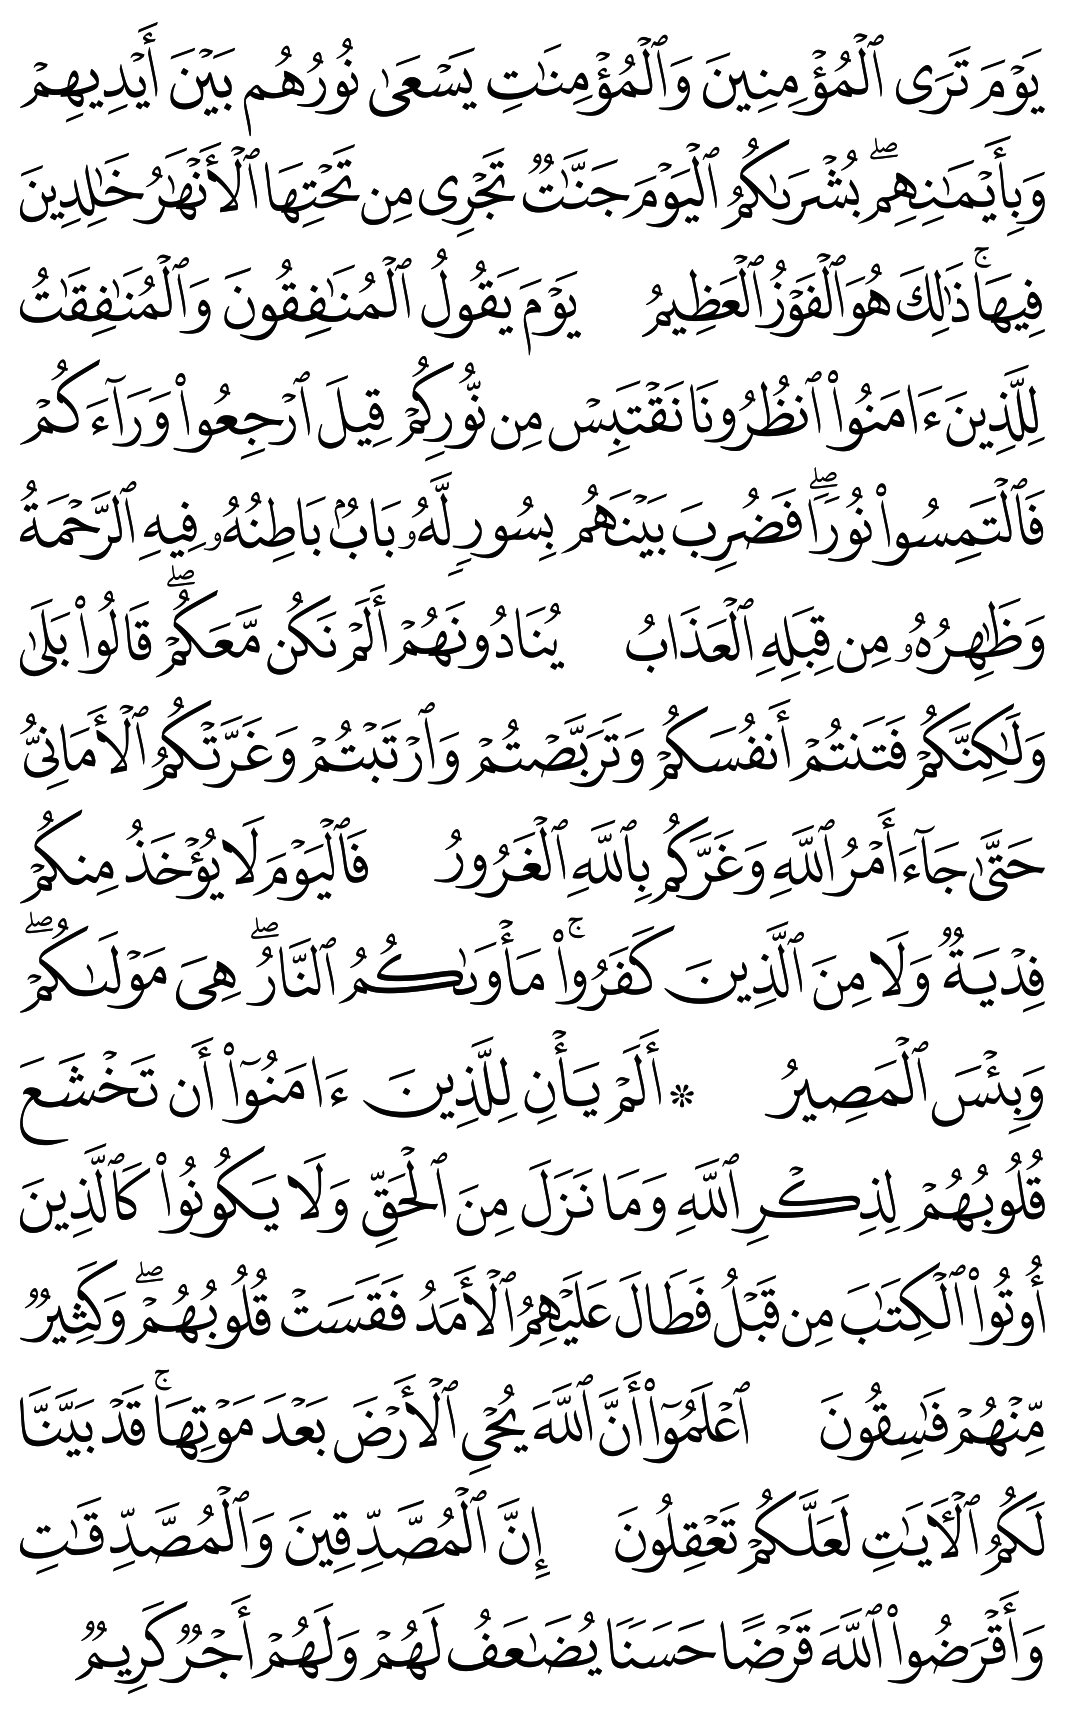 يَوۡمَ تَرَى ٱلۡمُؤۡمِنِينَ وَٱلۡمُؤۡمِنَٰتِ يَسۡعَىٰ نُورُهُم بَيۡنَ أَيۡدِيهِمۡ
وَبِأَيۡمَٰنِهِمۖ بُشۡرَىٰكُمُ ٱلۡيَوۡمَ جَنَّٰتٞ تَجۡرِي مِن تَحۡتِهَا ٱلۡأَنۡهَٰرُ خَٰلِدِينَ
فِيهَاۚ ذَٰلِكَ هُوَ ٱلۡفَوۡزُ ٱلۡعَظِيمُ يَوۡمَ يَقُولُ ٱلۡمُنَٰفِقُونَ وَٱلۡمُنَٰفِقَٰتُ
لِلَّذِينَ ءَامَنُواْ ٱنظُرُونَا نَقۡتَبِسۡ مِن نُّورِكُمۡ قِيلَ ٱرۡجِعُواْ وَرَآءَكُمۡ
فَٱلۡتَمِسُواْ نُورٗاۖ فَضُرِبَ بَيۡنَهُم بِسُورٖ لَّهُۥ بَابُۢ بَاطِنُهُۥ فِيهِ ٱلرَّحۡمَةُ
وَظَٰهِرُهُۥ مِن قِبَلِهِ ٱلۡعَذَابُ يُنَادُونَهُمۡ أَلَمۡ نَكُن مَّعَكُمۡۖ قَالُواْ بَلَىٰ
وَلَٰكِنَّكُمۡ فَتَنتُمۡ أَنفُسَكُمۡ وَتَرَبَّصۡتُمۡ وَٱرۡتَبۡتُمۡ وَغَرَّتۡكُمُ ٱلۡأَمَانِيُّ
حَتَّىٰ جَآءَ أَمۡرُ ٱللَّهِ وَغَرَّكُم بِٱللَّهِ ٱلۡغَرُورُ فَٱلۡيَوۡمَ لَا يُؤۡخَذُ مِنكُمۡ
فِدۡيَةٞ وَلَا مِنَ ٱلَّذِينَ كَفَرُواْۚ مَأۡوَىٰكُمُ ٱلنَّارُۖ هِيَ مَوۡلَىٰكُمۡۖ
وَبِئۡسَ ٱلۡمَصِيرُ ۞ أَلَمۡ يَأۡنِ لِلَّذِينَ ءَامَنُوٓاْ أَن تَخۡشَعَ
قُلُوبُهُمۡ لِذِكۡرِ ٱللَّهِ وَمَا نَزَلَ مِنَ ٱلۡحَقِّ وَلَا يَكُونُواْ كَٱلَّذِينَ
أُوتُواْ ٱلۡكِتَٰبَ مِن قَبۡلُ فَطَالَ عَلَيۡهِمُ ٱلۡأَمَدُ فَقَسَتۡ قُلُوبُهُمۡۖ وَكَثِيرٞ
مِّنۡهُمۡ فَٰسِقُونَ ٱعۡلَمُوٓاْ أَنَّ ٱللَّهَ يُحۡيِ ٱلۡأَرۡضَ بَعۡدَ مَوۡتِهَاۚ قَدۡ بَيَّنَّا
لَكُمُ ٱلۡأٓيَٰتِ لَعَلَّكُمۡ تَعۡقِلُونَ إِنَّ ٱلۡمُصَّدِّقِينَ وَٱلۡمُصَّدِّقَٰتِ
وَأَقۡرَضُواْ ٱللَّهَ قَرۡضًا حَسَنٗا يُضَٰعَفُ لَهُمۡ وَلَهُمۡ أَجۡرٞ كَرِيمٞ